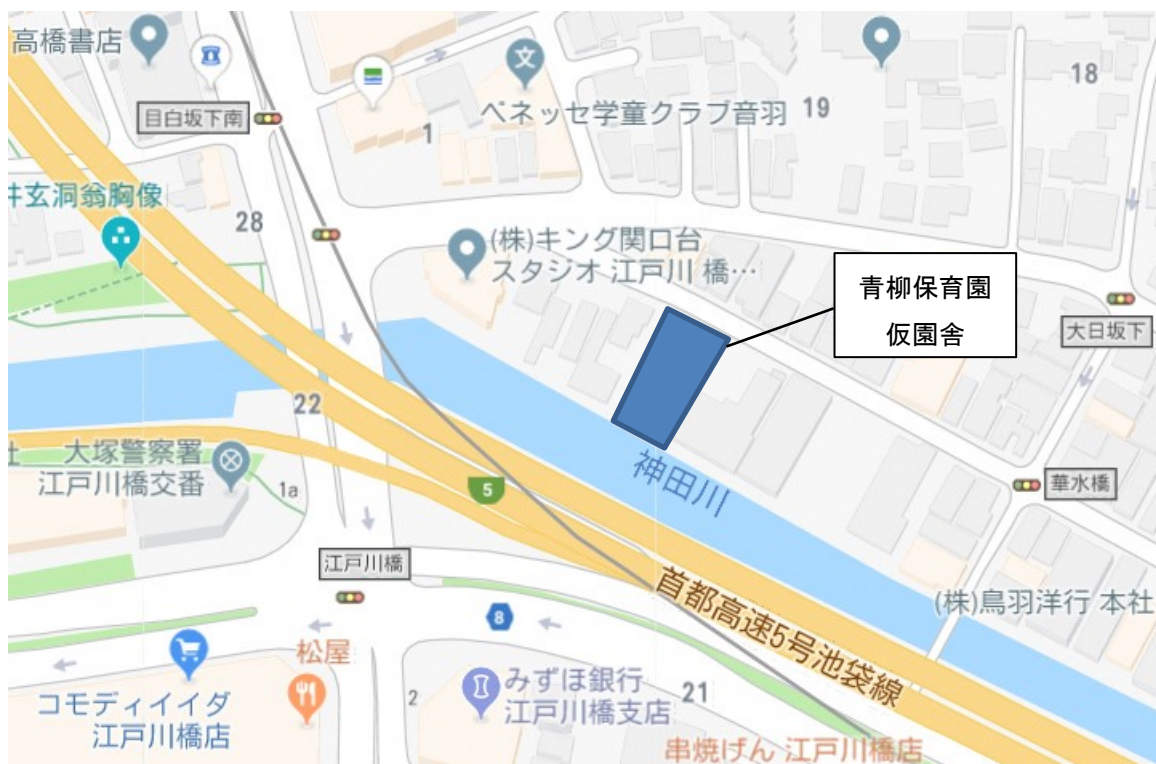 高橋書店
目白坂下南
1
ベネッセ学童クラブ音羽
19
18
井玄洞翁胸像
28
(株)キング関口台
スタジオ 江戸川 橋…
青柳保育園
仮園舎
大日坂下
22
大塚警察署
江戸川橋交番
1a
5
神田川
華水橋
江戸川橋
首都高速5号池袋線
(株)鳥羽洋行 本社
8
松屋
コモディイイダ
江戸川橋店
2
みずほ銀行
江戸川橋支店
21
串焼げん 江戸川橋店